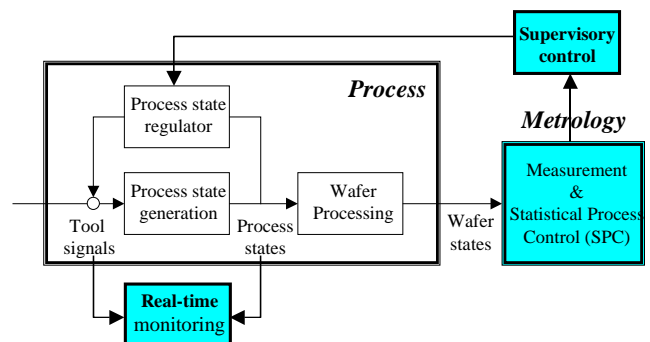 Supervisory
control
Process
Metrology
Process state
regulator
Measurement
&
Statistical Process
Control (SPC)
Process state
generation
Wafer
Processing
Tool
signals
Process
states
Wafer
states
Real-time
monitoring